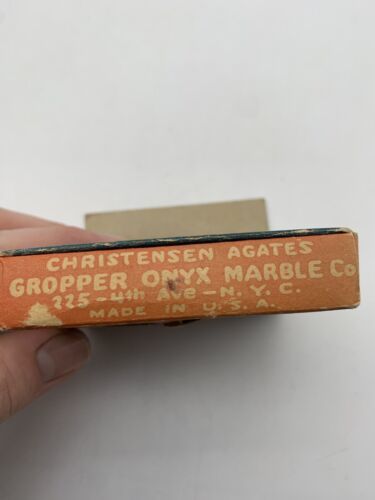 CHRISTENSEN AGATES
GROPPER ONYX MARBLE Co
225 - 4th AVE - N. Y. C.
MADE IN U. S. A.